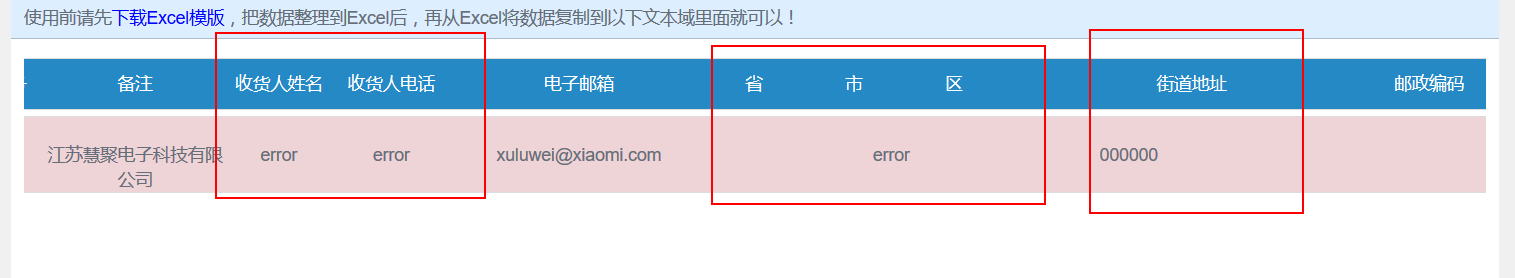 使用前请先下载Excel模版，把数据整理到Excel后，再从Excel将数据复制到以下文本域里面就可以！
备注 收货人姓名 收货人电话 电子邮箱 省 市 区 街道地址 邮政编码
江苏慧聚电子科技有限 error error xuluwei@xiaomi.com error 000000
公司